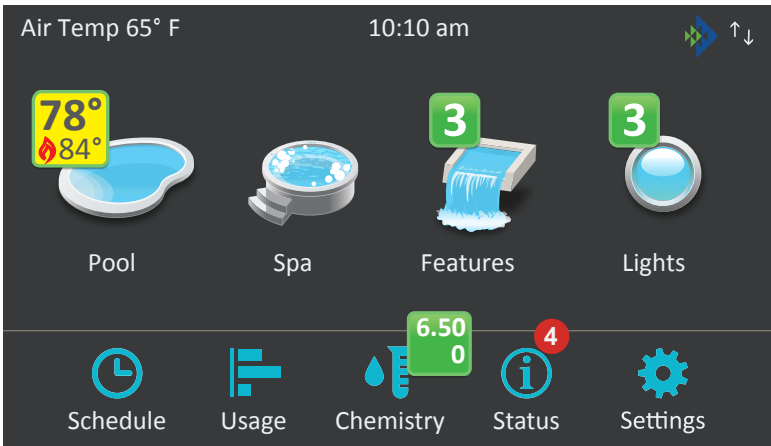 Air Temp 65° F 10:10 am ↑↓
78°
84°
3
3
Pool Spa Features Lights
6.50
0
4
Schedule Usage Chemistry Status Settings